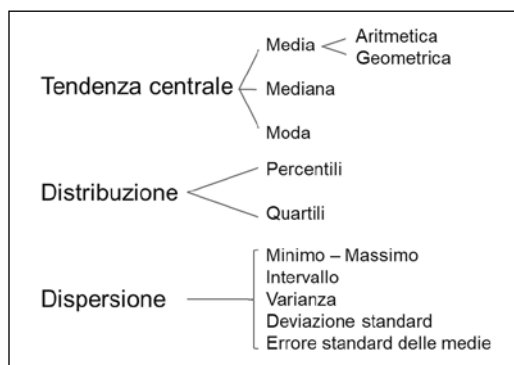 Tendenza centrale
Media
Aritmetica
Geometrica
Mediana
Moda
Distribuzione
Percentili
Quartili
Dispersione
Minimo – Massimo
Intervallo
Varianza
Deviazione standard
Errore standard delle medie